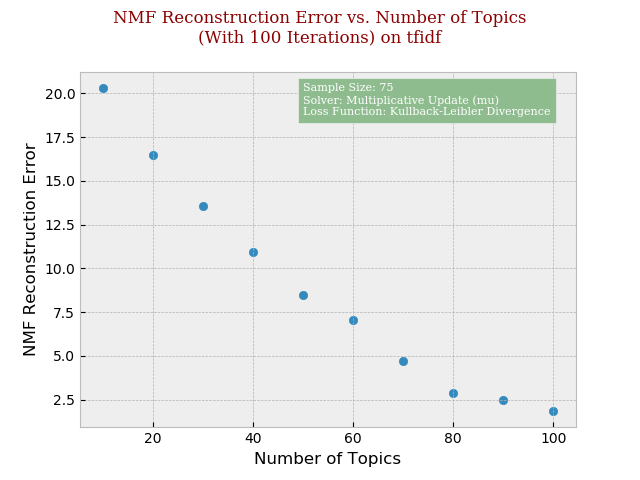 NMF Reconstruction Error vs. Number of Topics
(With 100 Iterations) on tfidf
Sample Size: 75
Solver: Multiplicative Update (mu)
Loss Function: Kullback-Leibler Divergence
NMF Reconstruction Error
20.0
17.5
15.0
12.5
10.0
7.5
5.0
2.5
20 40 60 80 100
Number of Topics